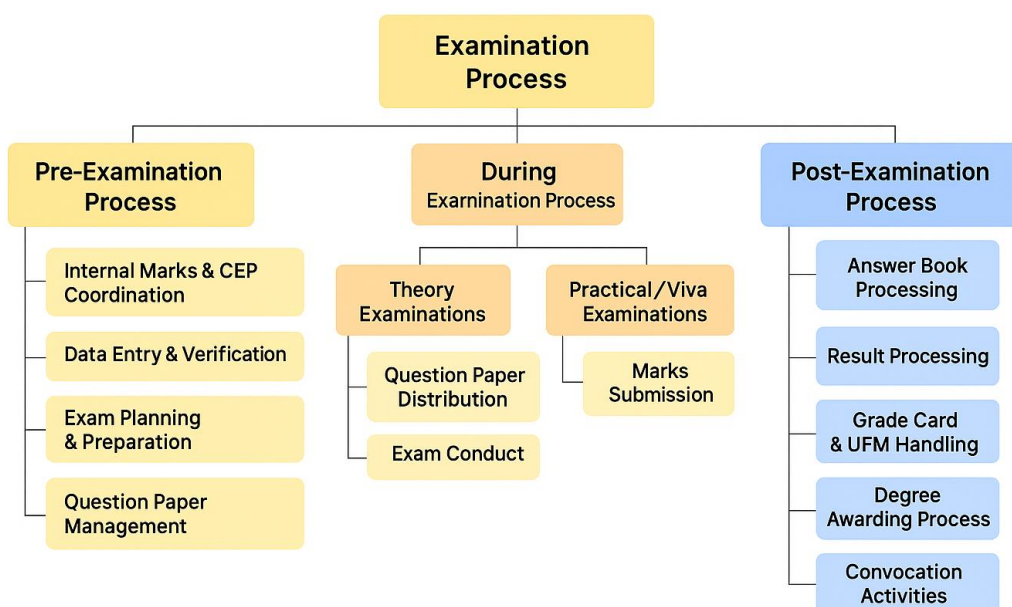 Examination
Process
Pre-Examination
Process
Internal Marks & CEP
Coordination
Data Entry & Verification
Exam Planning
& Preparation
Question Paper
Management
During
Exarnination Process
Theory
Examinations
Question Paper
Distribution
Exam Conduct
Practical/Viva
Examinations
Marks
Submission
Post-Examination
Process
Answer Book
Processing
Result Processing
Grade Card
& UFM Handling
Degree
Awarding Process
Convocation
Activities